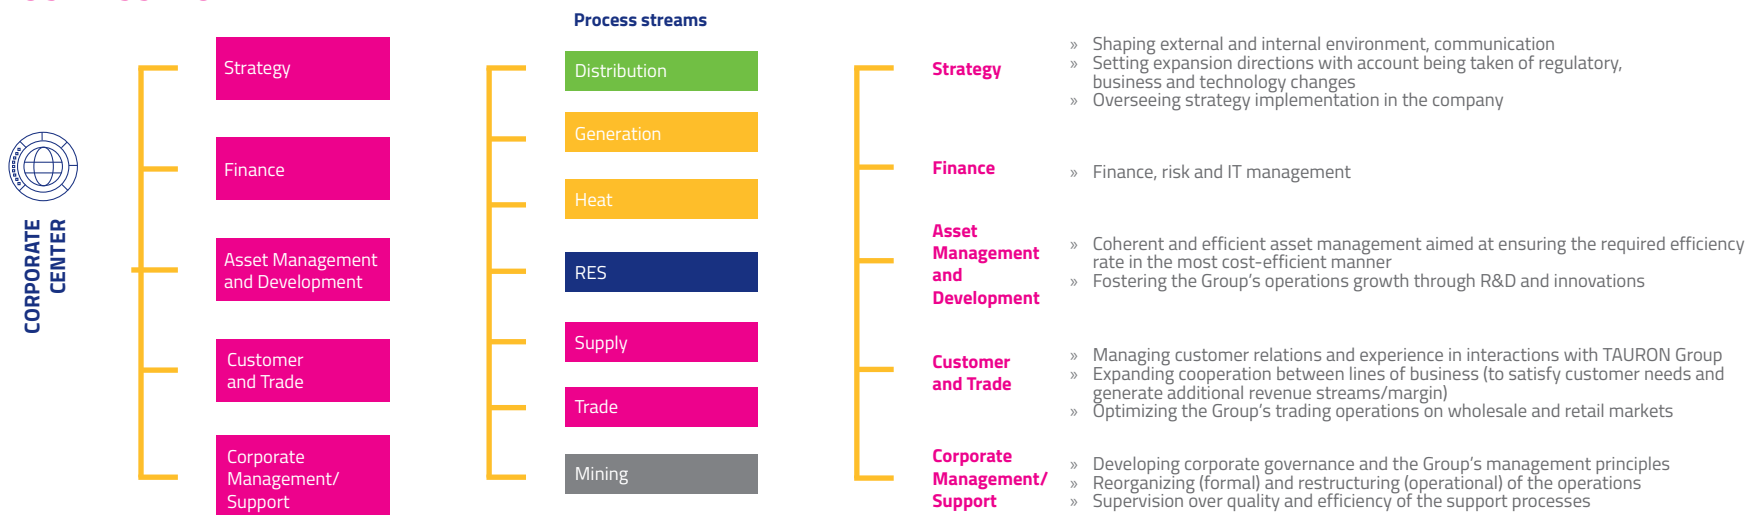 CORPORATE
CENTER
Strategy
Finance
Asset Management
and Development
Customer
and Trade
Corporate
Management/
Support
Process streams
Distribution
Generation
Heat
RES
Supply
Trade
Mining
Strategy
» Shaping external and internal environment, communication
» Setting expansion directions with account being taken of regulatory,
business and technology changes
» Overseeing strategy implementation in the company
Finance
» Finance, risk and IT management
Asset
Management
and
Development
» Coherent and efficient asset management aimed at ensuring the required efficiency
rate in the most cost-efficient manner
» Fostering the Group's operations growth through R&D and innovations
Customer
and Trade
» Managing customer relations and experience in interactions with TAURON Group
» Expanding cooperation between lines of business (to satisfy customer needs and
generate additional revenue streams/margin)
» Optimizing the Group's trading operations on wholesale and retail markets
Corporate
Management/
Support
» Developing corporate governance and the Group's management principles
» Reorganizing (formal) and restructuring (operational) of the operations
» Supervision over quality and efficiency of the support processes